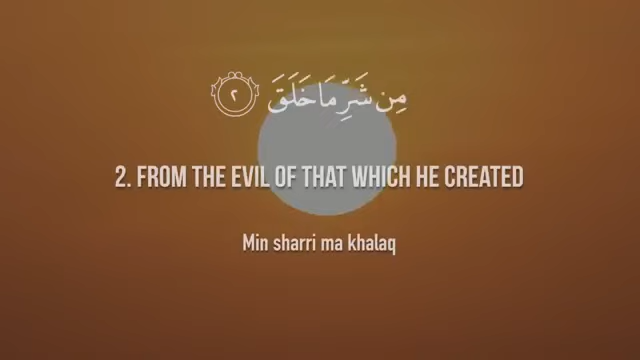 مِن شَرِّ مَا خَلَقَ ٢
2. FROM THE EVIL OF THAT WHICH HE CREATED
Min sharri ma khalaq